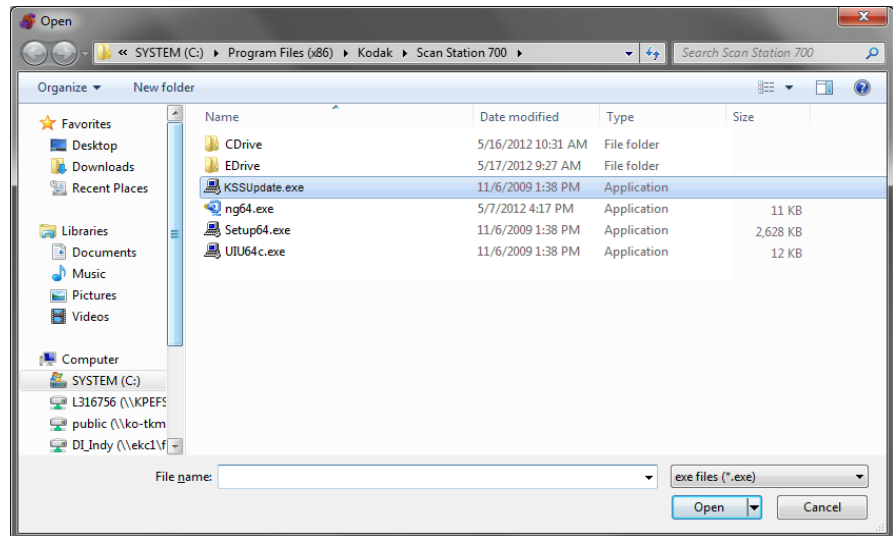 Open
« SYSTEM (C:) ▸ Program Files (x86) ▸ Kodak ▸ Scan Station 700 ▸
Search Scan Station 700
Organize ▾ New folder
Favorites
Desktop
Downloads
Recent Places
Libraries
Documents
Music
Pictures
Videos
Computer
SYSTEM (C:)
L316756 (\\KPEFS
public (\\ko-tkm
DI_Indy (\\ekc1\f
Name Date modified Type Size
CDrive 5/16/2012 10:31 AM File folder
EDrive 5/17/2012 9:27 AM File folder
KSSUpdate.exe 11/6/2009 1:38 PM Application
ng64.exe 5/7/2012 4:17 PM Application 11 KB
Setup64.exe 11/6/2009 1:38 PM Application 2,628 KB
UIU64c.exe 11/6/2009 1:38 PM Application 12 KB
File name:
exe files (*.exe)
Open Cancel